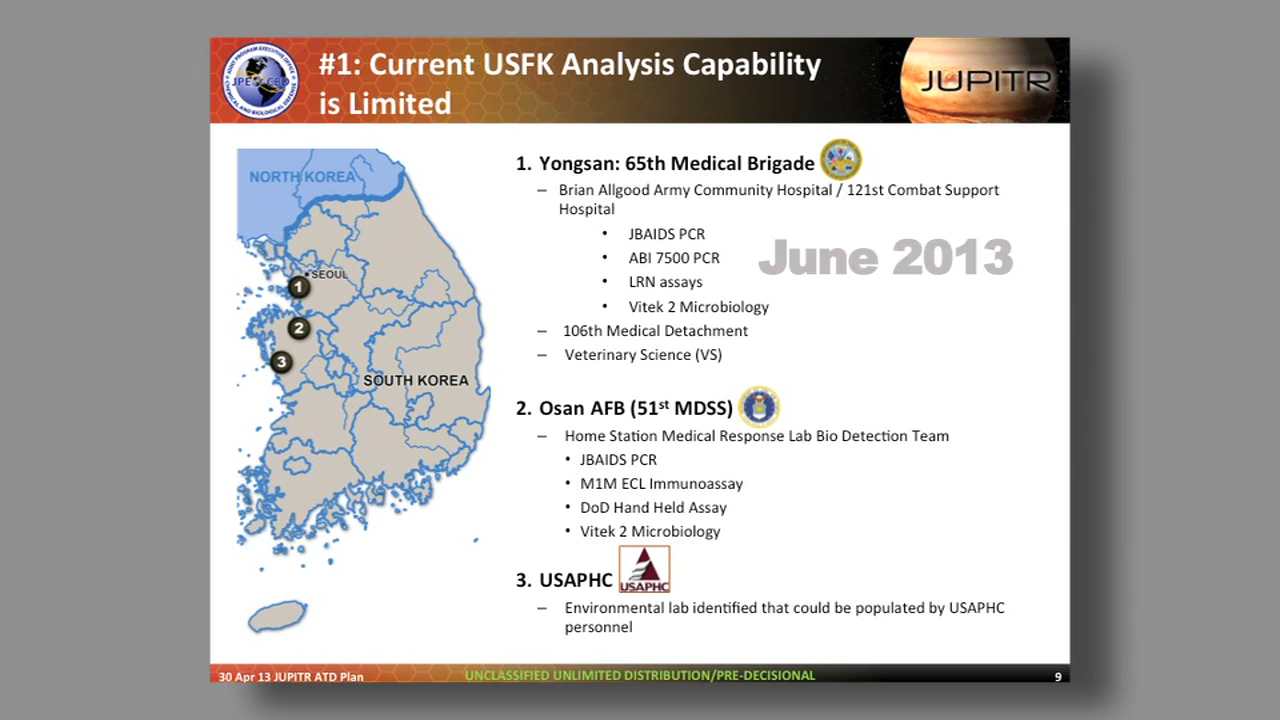 #1: Current USFK Analysis Capability
is Limited
JUPITR
NORTH KOREA
SEOUL
1
2
3
SOUTH KOREA
1. Yongsan: 65th Medical Brigade
– Brian Allgood Army Community Hospital / 121st Combat Support
Hospital
• JBAIDS PCR
• ABI 7500 PCR
• LRN assays
• Vitek 2 Microbiology
June 2013
– 106th Medical Detachment
– Veterinary Science (VS)
2. Osan AFB (51st MDSS)
– Home Station Medical Response Lab Bio Detection Team
• JBAIDS PCR
• M1M ECL Immunoassay
• DoD Hand Held Assay
• Vitek 2 Microbiology
3. USAPHC
USAPHC
– Environmental lab identified that could be populated by USAPHC
personnel
30 Apr 13 JUPITR ATD Plan
UNCLASSIFIED UNLIMITED DISTRIBUTION/PRE-DECISIONAL
9